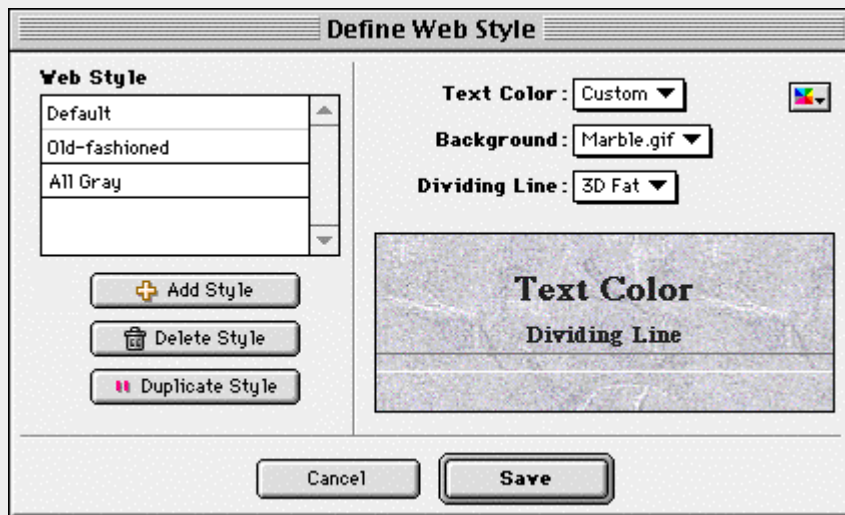 Define Web Style
Web Style
Default
Old-fashioned
All Gray
Add Style
Delete Style
Duplicate Style
Text Color: Custom
Background: Marble.gif
Dividing Line: 3D Fat
Text Color
Dividing Line
Cancel
Save